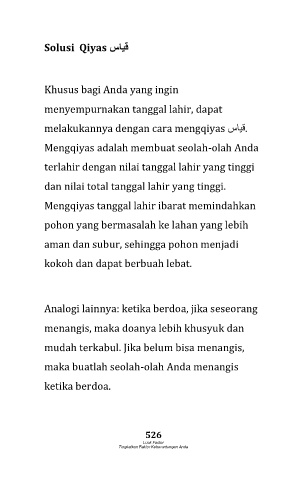 Solusi Qiyas قياس
Khusus bagi Anda yang ingin
menyempurnakan tanggal lahir, dapat
melakukannya dengan cara mengqiyas قياس.
Mengqiyas adalah membuat seolah-olah Anda
terlahir dengan nilai tanggal lahir yang tinggi
dan nilai total tanggal lahir yang tinggi.
Mengqiyas tanggal lahir ibarat memindahkan
pohon yang bermasalah ke lahan yang lebih
aman dan subur, sehingga pohon menjadi
kokoh dan dapat berbuah lebat.
Analogi lainnya: ketika berdoa, jika seseorang
menangis, maka doanya lebih khusyuk dan
mudah terkabul. Jika belum bisa menangis,
maka buatlah seolah-olah Anda menangis
ketika berdoa.
526
Tingkatkan Faktor Keberuntungan Anda